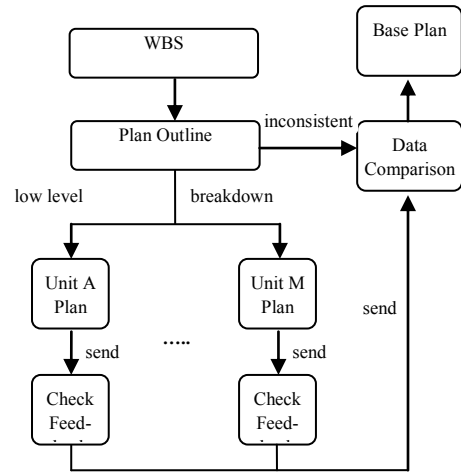 WBS
Base Plan
Plan Outline
inconsistent
Data
Comparison
low level
breakdown
Unit A
Plan
Unit M
Plan
send
.....
send
send
Check
Feed-
Check
Feed-